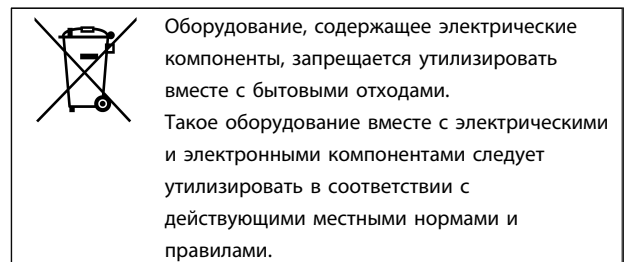 Оборудование, содержащее электрические
компоненты, запрещается утилизировать
вместе с бытовыми отходами.
Такое оборудование вместе с электрическими
и электронными компонентами следует
утилизировать в соответствии с
действующими местными нормами и
правилами.